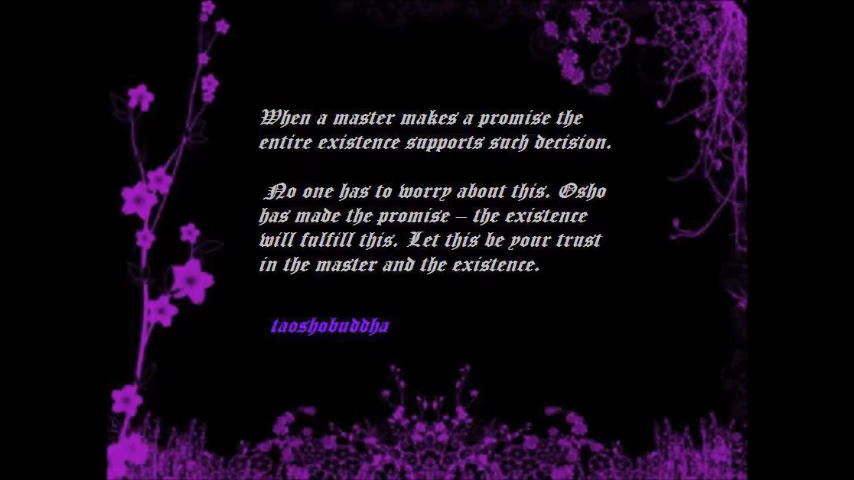 When a master makes a promise the
entire existence supports such decision.
No one has to worry about this. Osho
has made the promise – the existence
will fulfill this. Let this be your trust
in the master and the existence.
taoshobuddha